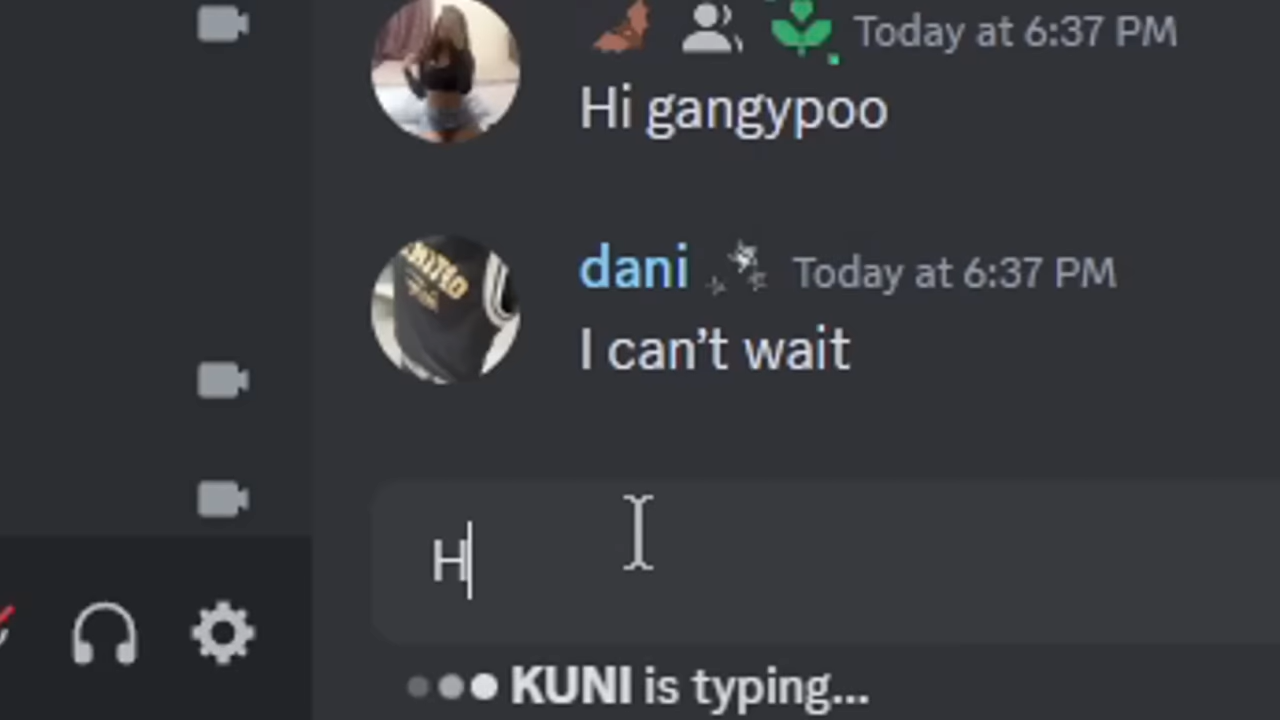 Today at 6:37 PM
Hi gangypoo
dani Today at 6:37 PM
I can’t wait
H
KUNI is typing...